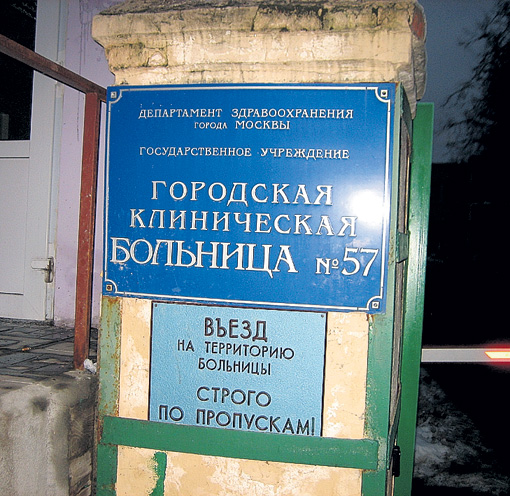 ДЕПАРТАМЕНТ ЗДРАВООХРАНЕНИЯ
ГОРОДА МОСКВЫ
ГОСУДАРСТВЕННОЕ УЧРЕЖДЕНИЕ
ГОРОДСКАЯ
КЛИНИЧЕСКАЯ
БОЛЬНИЦА №57
ВЪЕЗД
НА ТЕРРИТОРИЮ
БОЛЬНИЦЫ
СТРОГО
ПО ПРОПУСКАМ!